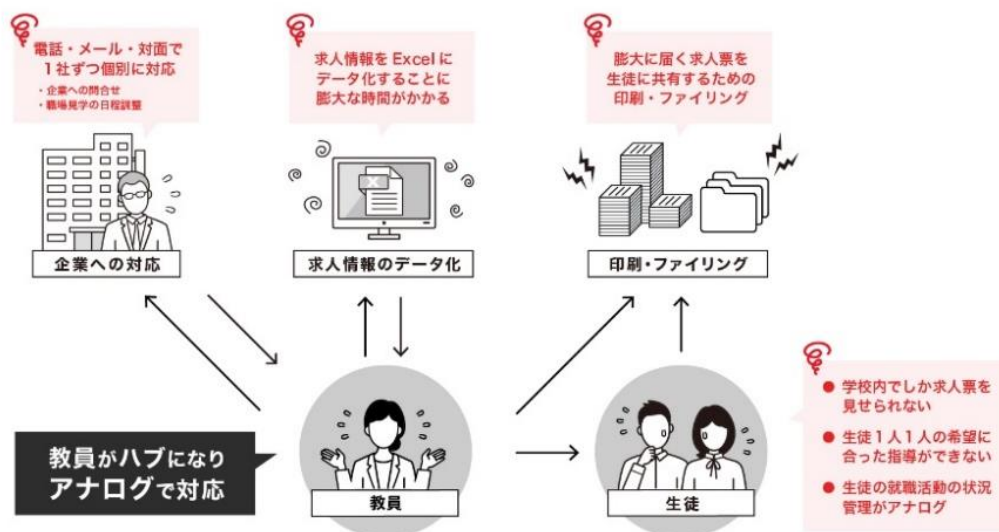 電話・メール・対面で
1社ずつ個別に対応
・企業への問合せ
・職場見学の日程調整
企業への対応
求人情報をExcelに
データ化することに
膨大な時間がかかる
X
求人情報のデータ化
膨大に届く求人票を
生徒に共有するための
印刷・ファイリング
印刷・ファイリング
教員がハブになり
アナログで対応
教員
生徒
● 学校内でしか求人票を
見せられない
● 生徒1人1人の希望に
合った指導ができない
● 生徒の就職活動の状況
管理がアナログ